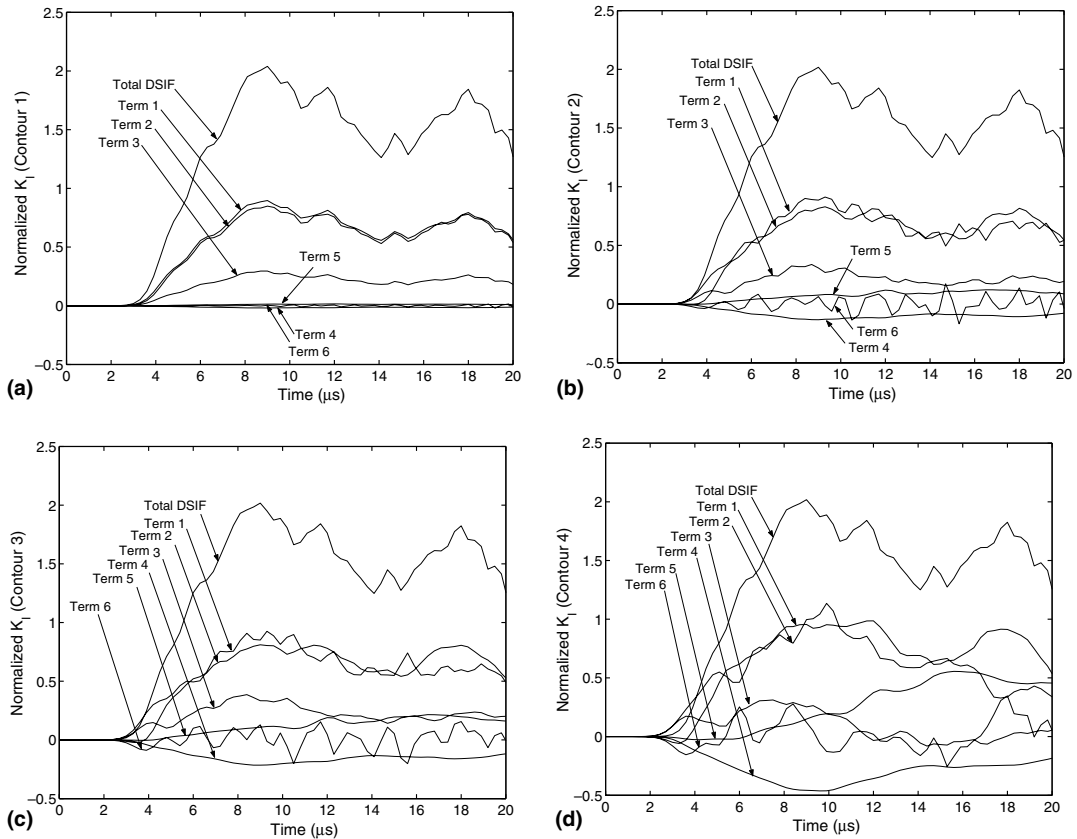 2.5
2
1.5
1
0.5
0
−0.5
Normalized K_I (Contour 1)
Total DSIF
Term 1
Term 2
Term 3
Term 5
Term 4
Term 6
0 2 4 6 8 10 12 14 16 18 20
Time (μs)
(a)
2.5
2
1.5
1
0.5
0
~0.5
Normalized K_I (Contour 2)
Total DSIF
Term 1
Term 2
Term 3
Term 5
Term 6
Term 4
0 2 4 6 8 10 12 14 16 18 20
Time (μs)
(b)
2.5
2
1.5
1
0.5
0
−0.5
Normalized K_I (Contour 3)
Total DSIF
Term 1
Term 2
Term 3
Term 4
Term 5
Term 6
0 2 4 6 8 10 12 14 16 18 20
Time (μs)
(c)
2.5
2
1.5
1
0.5
0
−0.5
Normalized K_I (Contour 4)
Total DSIF
Term 1
Term 2
Term 3
Term 4
Term 5
Term 6
0 2 4 6 8 10 12 14 16 18 20
Time (μs)
(d)